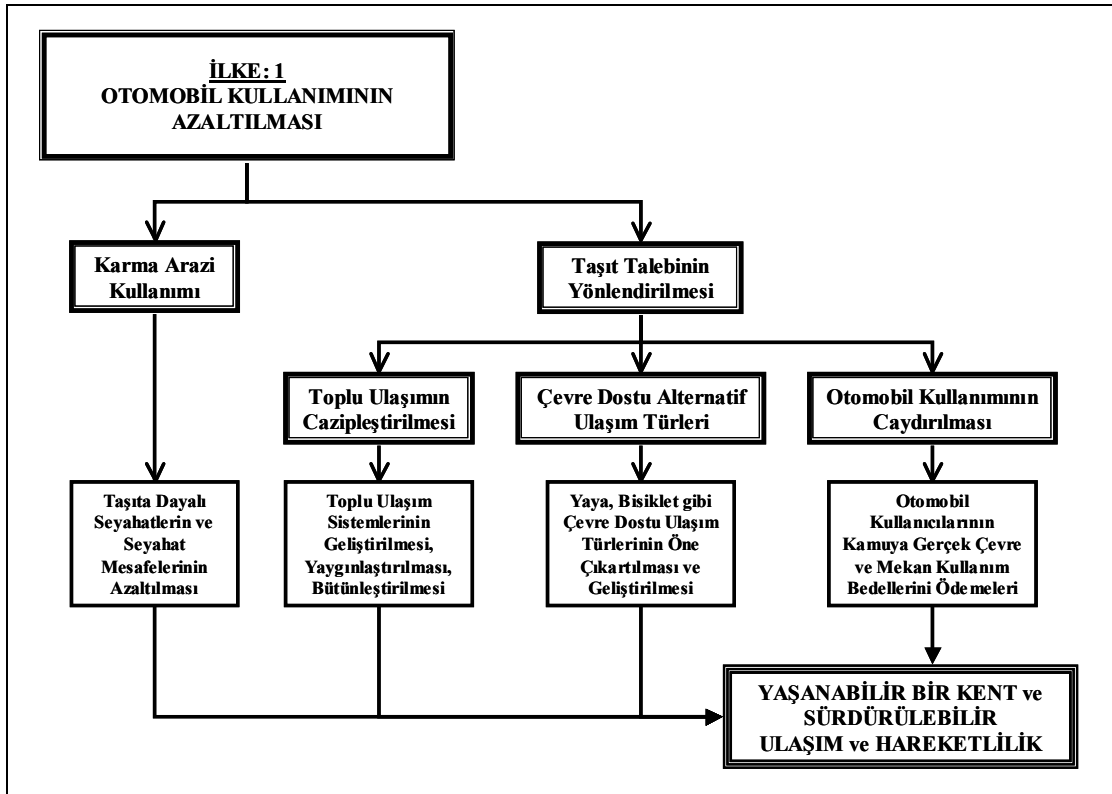 İLKE: 1
OTOMOBİL KULLANIMININ
AZALTILMASI
Karma Arazi
Kullanımı
Taşıt Talebinin
Yönlendirilmesi
Toplu Ulaşımın
Cazipleştirilmesi
Çevre Dostu Alternatif
Ulaşım Türleri
Otomobil Kullanımının
Caydırılması
Taşıta Dayalı
Seyahatlerin ve
Seyahat
Mesafelerinin
Azaltılması
Toplu Ulaşım
Sistemlerinin
Geliştirilmesi,
Yaygınlaştırılması,
Bütünleştirilmesi
Yaya, Bisiklet gibi
Çevre Dostu Ulaşım
Türlerinin Öne
Çıkartılması ve
Geliştirilmesi
Otomobil
Kullanıcılarının
Kamuya Gerçek Çevre
ve Mekan Kullanım
Bedellerini Ödemeleri
YAŞANABİLİR BİR KENT ve
SÜRDÜRÜLEBİLİR
ULAŞIM ve HAREKETLİLİK